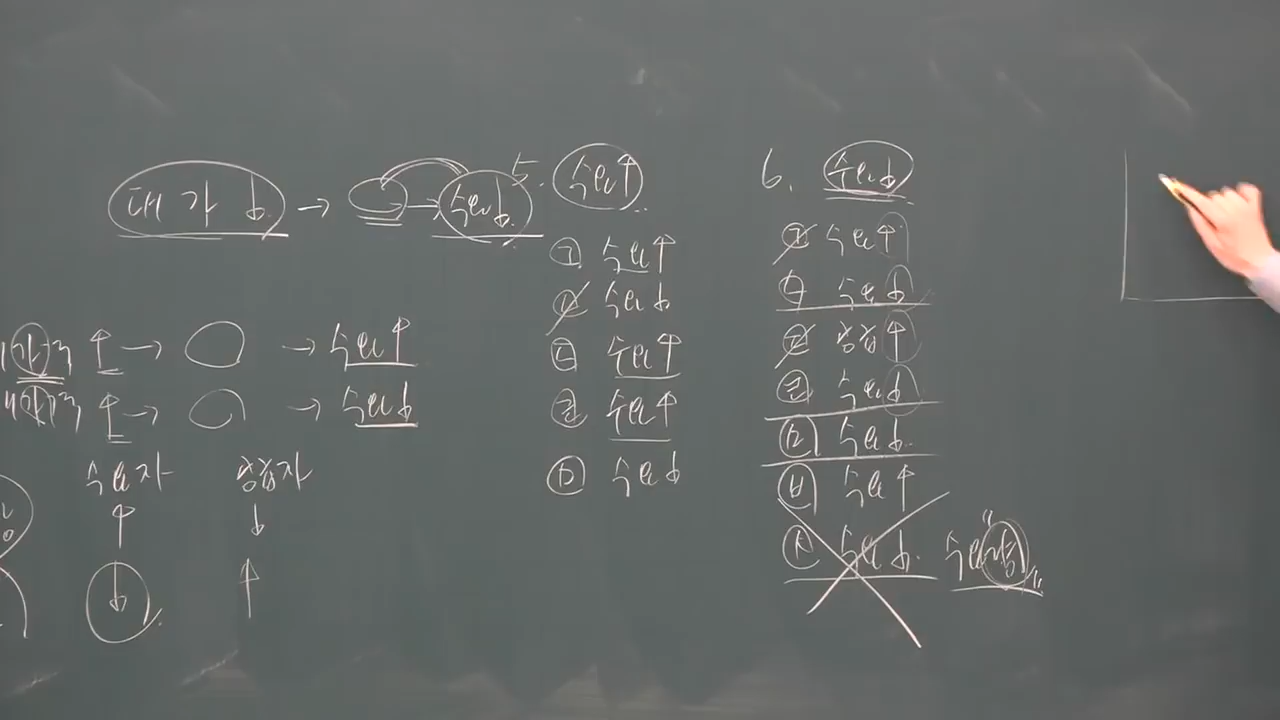 대 가 ↓ → ○ → 수요↓
↑ → ○ → 수요↑
↑ → ○ → 수요↓
수요자 공급자
↑ ↓
↓ ↑
5. 수요↑
㉠ 수요↑
㉡ 수요↓
㉢ 수요↑
㉣ 수요↑
㉤ 수요↓
6. 수요↓
㉠ 수요↑
㉡ 수요↓
㉢ 공급↑
㉣ 수요↓
㉤ 수요↓
㉥ 수요↑
㉦ 수요↓ 수요